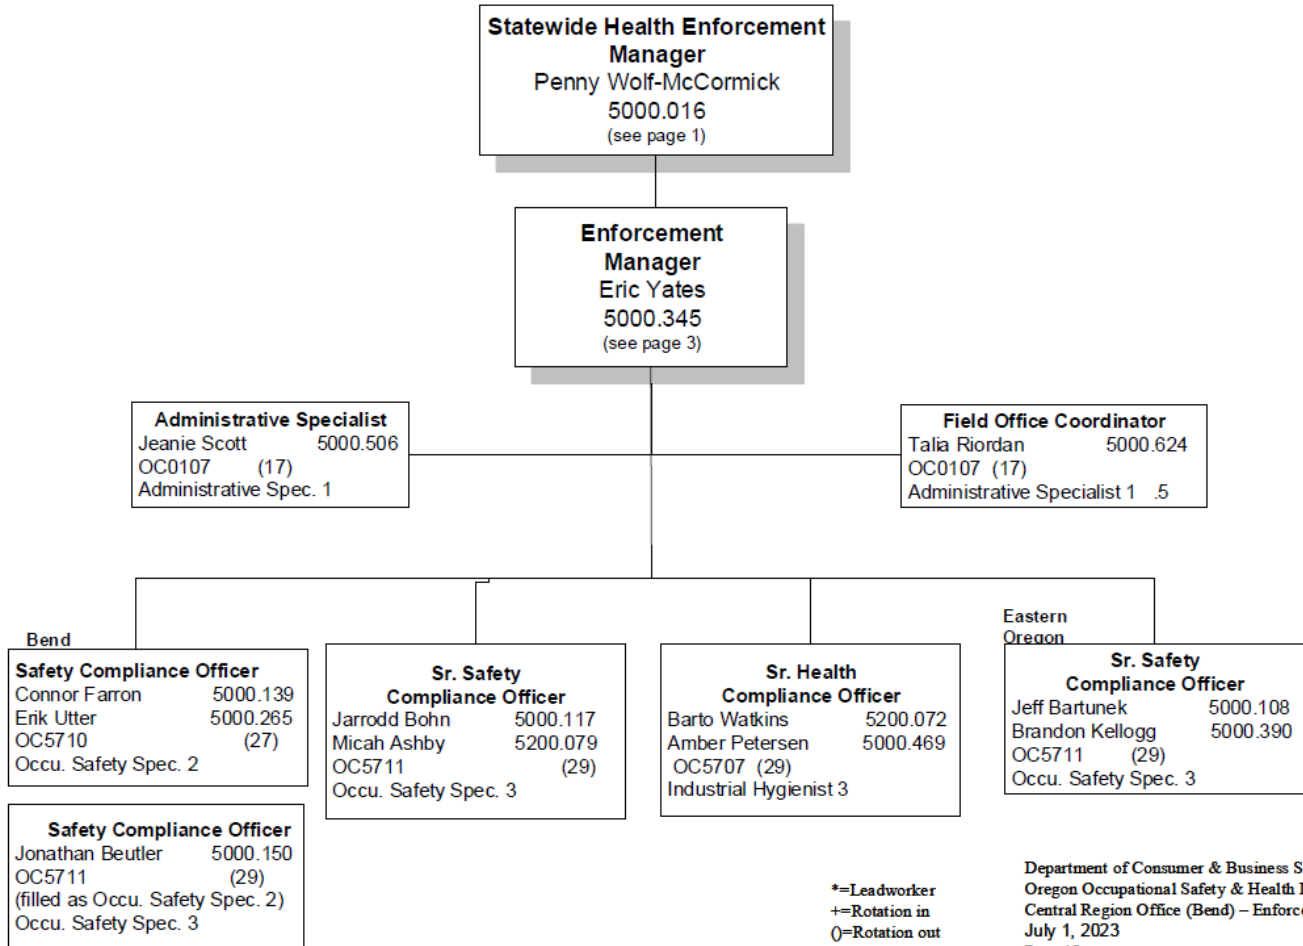 Statewide Health Enforcement
Manager
Penny Wolf-McCormick
5000.016
(see page 1)
Enforcement
Manager
Eric Yates
5000.345
(see page 3)
Administrative Specialist
Jeanie Scott 5000.506
OC0107 (17)
Administrative Spec. 1
Field Office Coordinator
Talia Riordan 5000.624
OC0107 (17)
Administrative Specialist 1 .5
Bend
Safety Compliance Officer
Connor Farron 5000.139
Erik Utter 5000.265
OC5710 (27)
Occu. Safety Spec. 2
Safety Compliance Officer
Jonathan Beutler 5000.150
OC5711 (29)
(filled as Occu. Safety Spec. 2)
Occu. Safety Spec. 3
Sr. Safety
Compliance Officer
Jarrodd Bohn 5000.117
Micah Ashby 5200.079
OC5711 (29)
Occu. Safety Spec. 3
Sr. Health
Compliance Officer
Barto Watkins 5200.072
Amber Petersen 5000.469
OC5707 (29)
Industrial Hygienist 3
Eastern
Oregon
Sr. Safety
Compliance Officer
Jeff Bartunek 5000.108
Brandon Kellogg 5000.390
OC5711 (29)
Occu. Safety Spec. 3
*=Leadworker
+=Rotation in
()=Rotation out
Department of Consumer & Business S
Oregon Occupational Safety & Health
Central Region Office (Bend) – Enforce
July 1, 2023